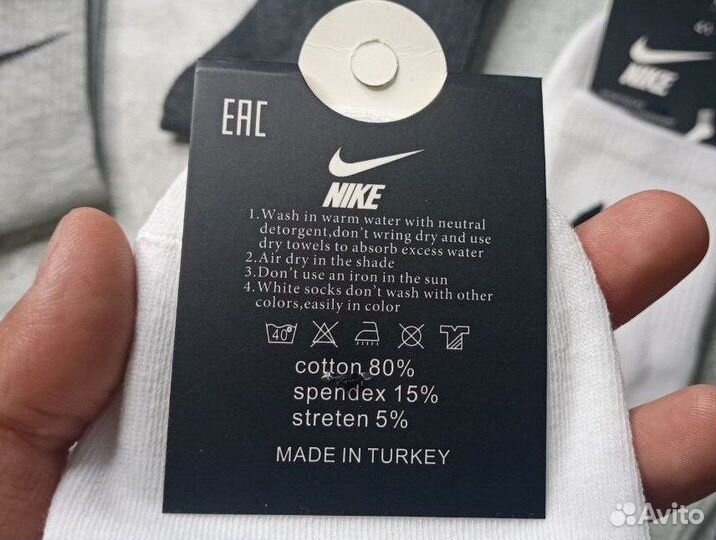 EAC
NIKE
1.Wash in warm water with neutral
detorgent,don't wring dry and use
dry towels to absorb excess water
2.Air dry in the shade
3.Don't use an iron in the sun
4.White socks don't wash with other
colors,easily in color
40°
cotton 80%
spendex 15%
streten 5%
MADE IN TURKEY
NIKE
Avito